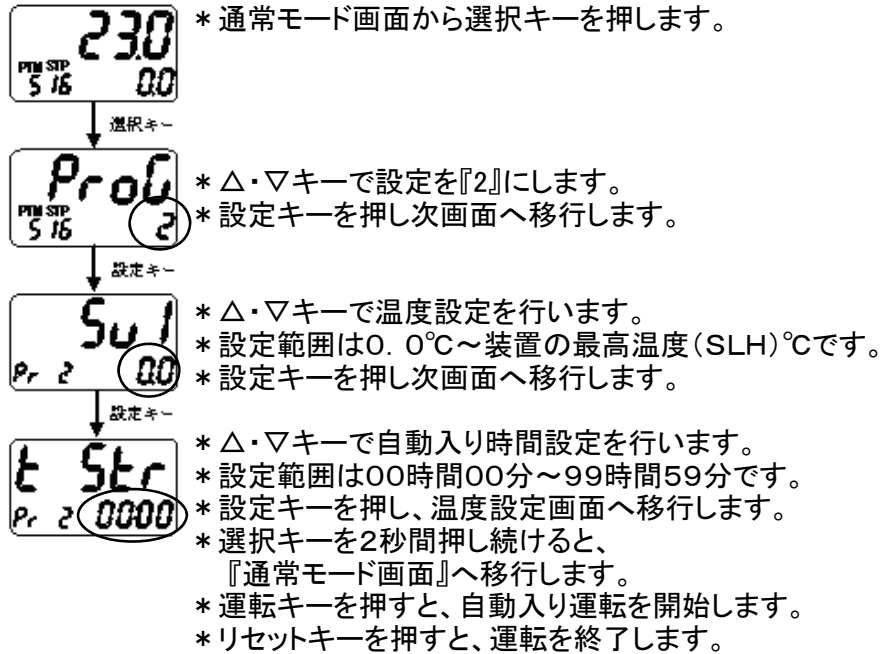 23.0
＊通常モード画面から選択キーを押します。
PTN STP
5 16 0.0
選択キー
ProG
＊△・▽キーで設定を『2』にします。
PTN STP
5 16 2
＊設定キーを押し次画面へ移行します。
設定キー
Su 1
＊△・▽キーで温度設定を行います。
＊設定範囲は０．０℃～装置の最高温度（ＳＬＨ）℃です。
Pr 2 0.0
＊設定キーを押し次画面へ移行します。
設定キー
t Str
＊△・▽キーで自動入り時間設定を行います。
＊設定範囲は００時間００分～９９時間５９分です。
Pr 2 00:00
＊設定キーを押し、温度設定画面へ移行します。
＊選択キーを２秒間押し続けると、
『通常モード画面』へ移行します。
＊運転キーを押すと、自動入り運転を開始します。
＊リセットキーを押すと、運転を終了します。